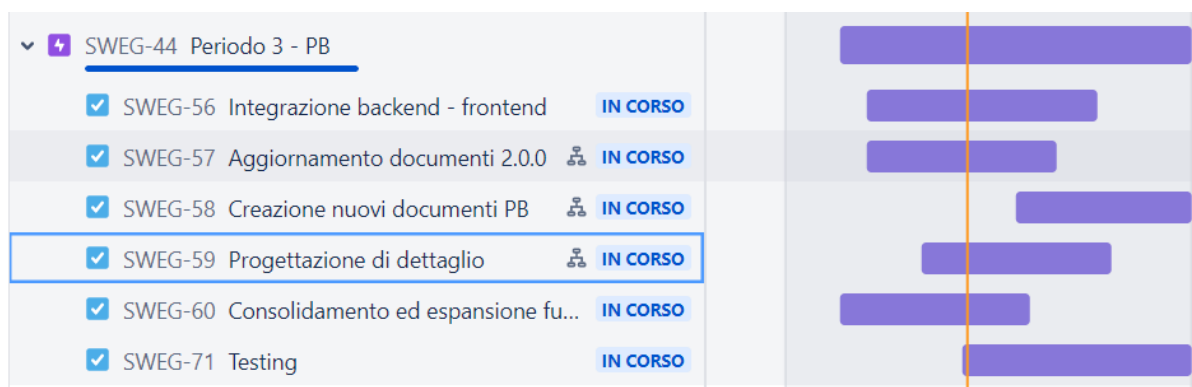 SWEG-44 Periodo 3 - PB
SWEG-56 Integrazione backend - frontend IN CORSO
SWEG-57 Aggiornamento documenti 2.0.0 IN CORSO
SWEG-58 Creazione nuovi documenti PB IN CORSO
SWEG-59 Progettazione di dettaglio IN CORSO
SWEG-60 Consolidamento ed espansione fu... IN CORSO
SWEG-71 Testing IN CORSO